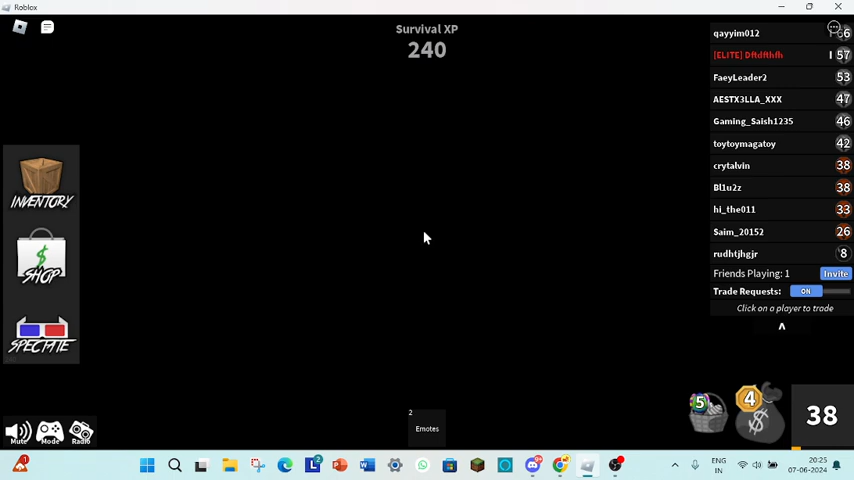 Roblox
Survival XP
240
qayyim012 66
[ELITE] Dftdfthfh 57
FaeyLeader2 53
AESTX3LLA_XXX 47
Gaming_Saish1235 46
toytoymagatoy 42
crytalvin 38
Bl1u2z 38
hi_the011 33
Saim_20152 26
rudhtjhgjr 8
Friends Playing: 1 Invite
Trade Requests: ON
Click on a player to trade
INVENTORY
$
SHOP
SPECTATE
Mute Mode Radio
2
Emotes
5
4
$
38
ENG
IN
20:25
07-06-2024